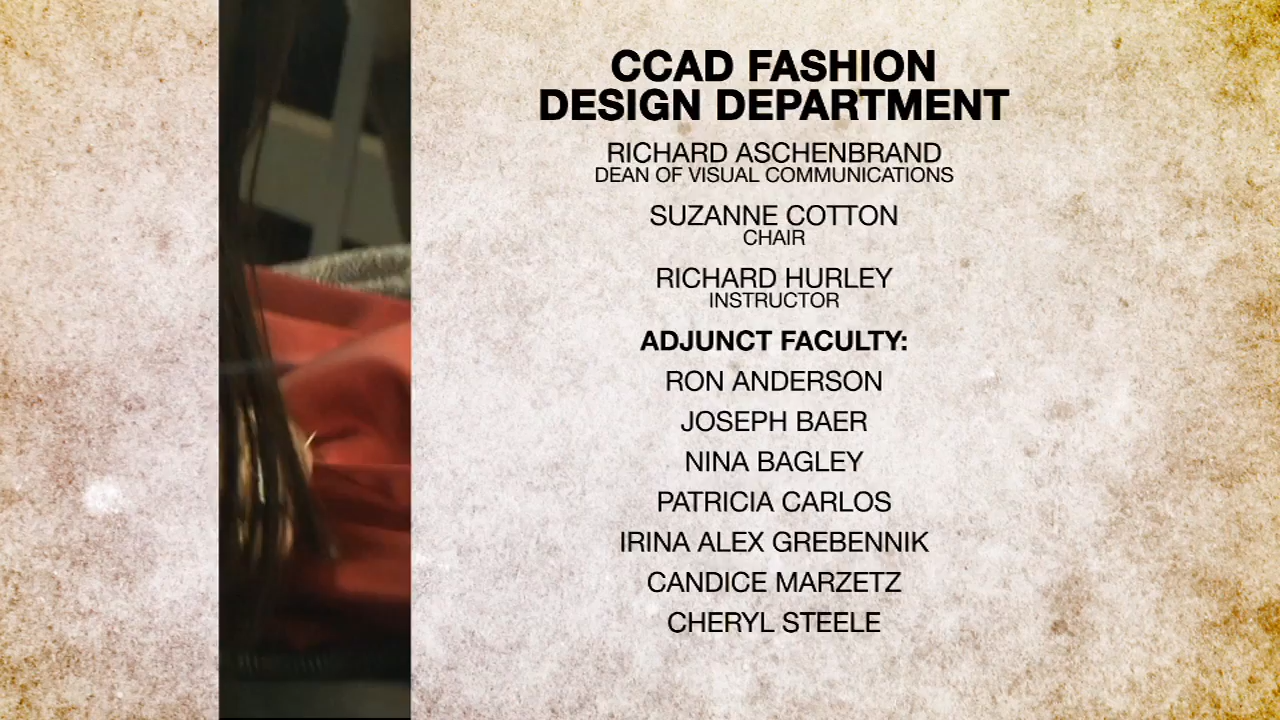 CCAD FASHION
DESIGN DEPARTMENT
RICHARD ASCHENBRAND
DEAN OF VISUAL COMMUNICATIONS
SUZANNE COTTON
CHAIR
RICHARD HURLEY
INSTRUCTOR
ADJUNCT FACULTY:
RON ANDERSON
JOSEPH BAER
NINA BAGLEY
PATRICIA CARLOS
IRINA ALEX GREBENNIK
CANDICE MARZETZ
CHERYL STEELE